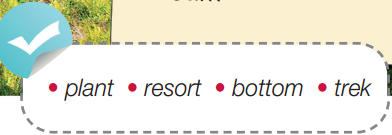 • plant • resort • bottom • trek